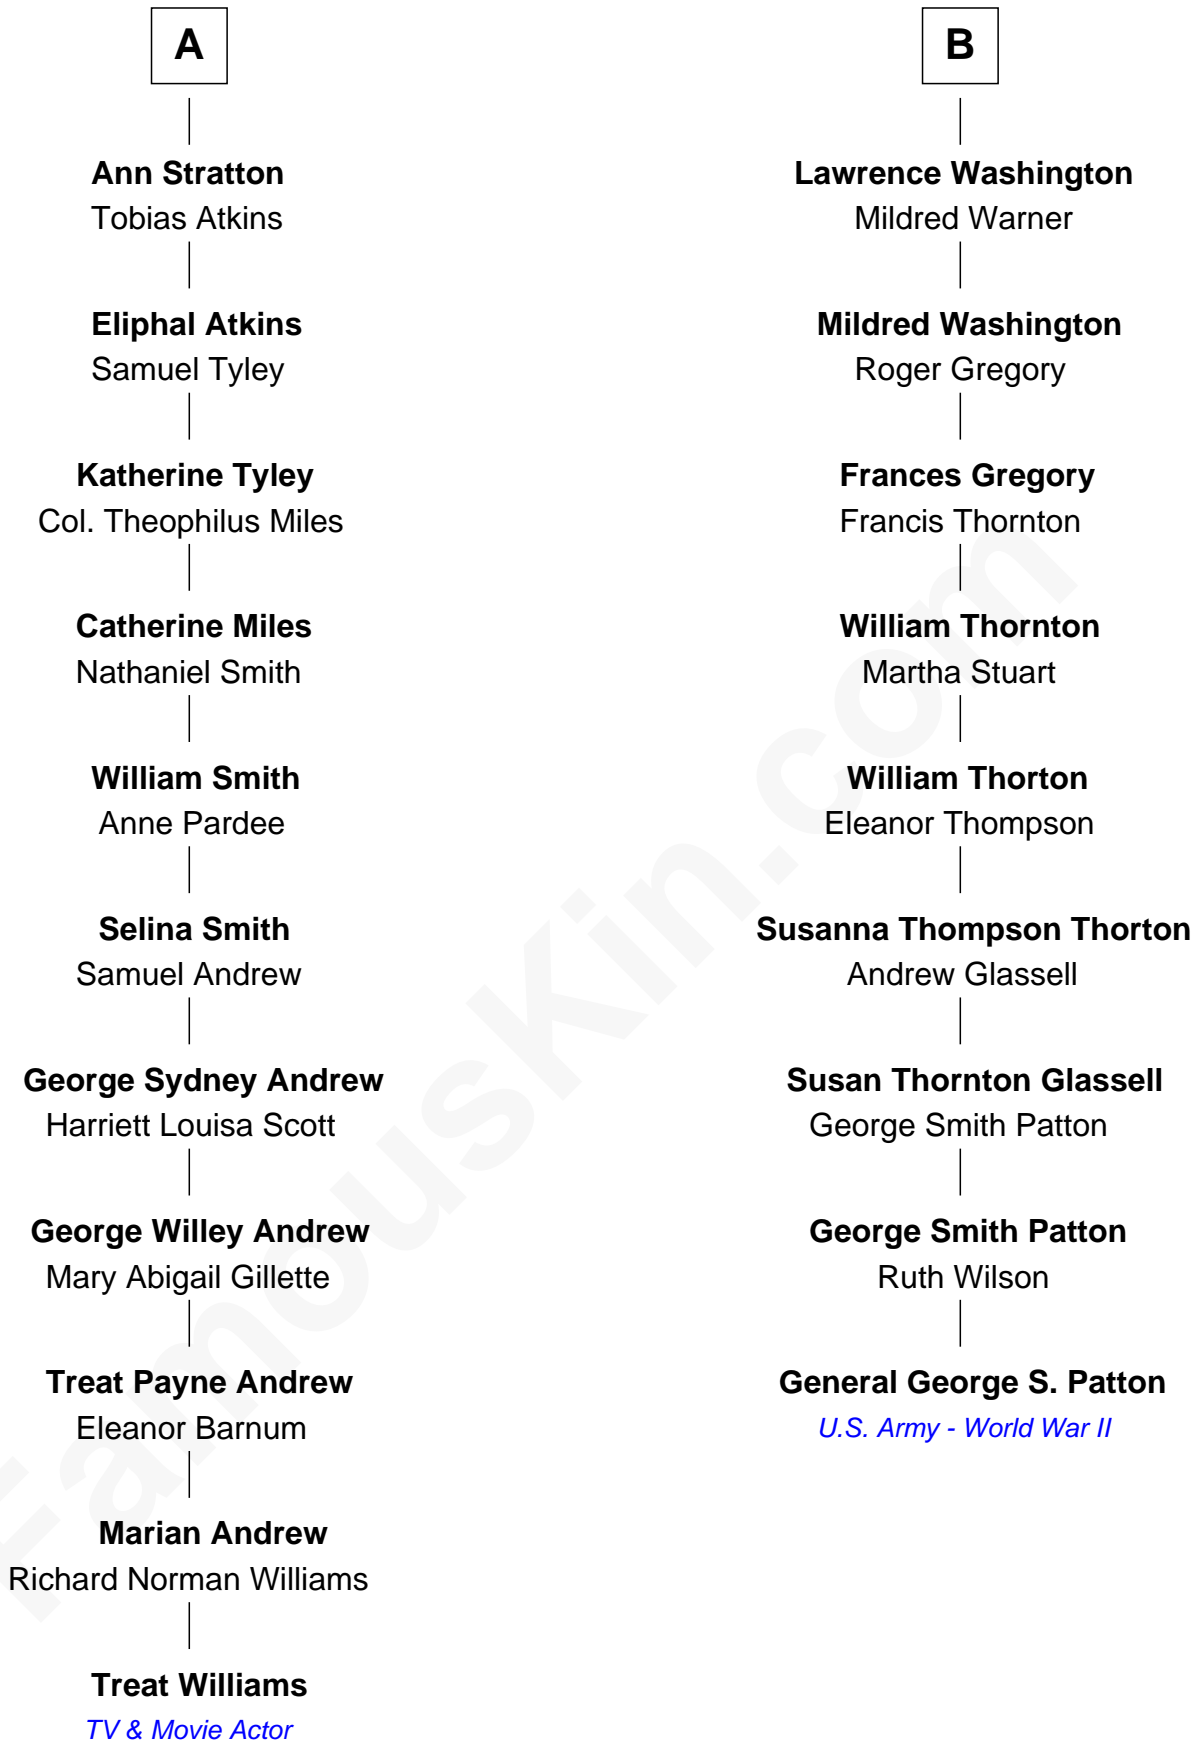 A
Ann Stratton
Tobias Atkins
Eliphal Atkins
Samuel Tyley
Katherine Tyley
Col. Theophilus Miles
Catherine Miles
Nathaniel Smith
William Smith
Anne Pardee
Selina Smith
Samuel Andrew
George Sydney Andrew
Harriett Louisa Scott
George Willey Andrew
Mary Abigail Gillette
Treat Payne Andrew
Eleanor Barnum
Marian Andrew
Richard Norman Williams
Treat Williams
TV & Movie Actor
B
Lawrence Washington
Mildred Warner
Mildred Washington
Roger Gregory
Frances Gregory
Francis Thornton
William Thornton
Martha Stuart
William Thorton
Eleanor Thompson
Susanna Thompson Thorton
Andrew Glassell
Susan Thornton Glassell
George Smith Patton
George Smith Patton
Ruth Wilson
General George S. Patton
U.S. Army - World War II
FamousKin.com